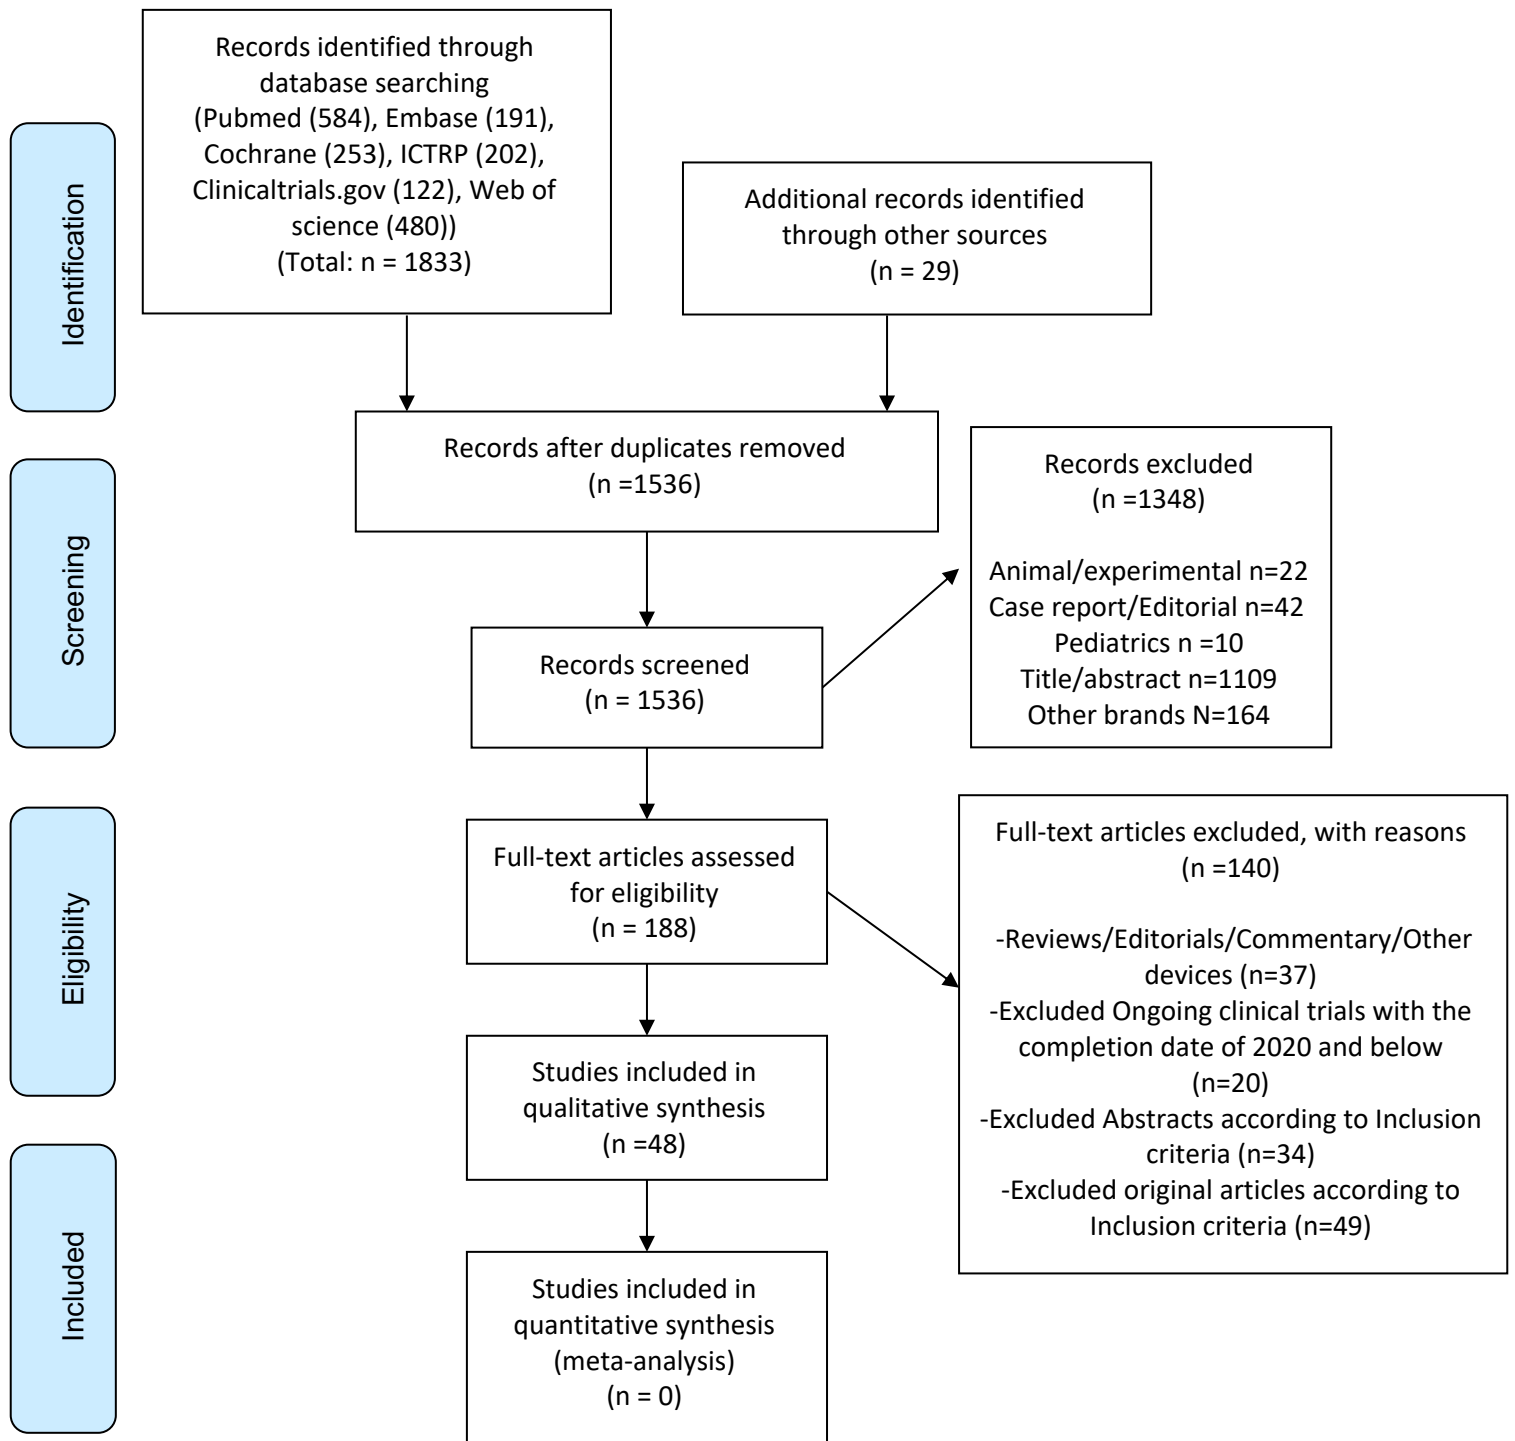 Records identified through
database searching
(Pubmed (584), Embase (191),
Cochrane (253), ICTRP (202),
Clinicaltrials.gov (122), Web of
science (480))
(Total: n = 1833)
Additional records identified
through other sources
(n = 29)
Identification
Records after duplicates removed
(n =1536)
Records excluded
(n =1348)
Animal/experimental n=22
Case report/Editorial n=42
Pediatrics n =10
Title/abstract n=1109
Other brands N=164
Screening
Records screened
(n = 1536)
Full-text articles assessed
for eligibility
(n = 188)
Full-text articles excluded, with reasons
(n =140)
-Reviews/Editorials/Commentary/Other
devices (n=37)
-Excluded Ongoing clinical trials with the
completion date of 2020 and below
(n=20)
-Excluded Abstracts according to Inclusion
criteria (n=34)
-Excluded original articles according to
Inclusion criteria (n=49)
Eligibility
Studies included in
qualitative synthesis
(n =48)
Included
Studies included in
quantitative synthesis
(meta-analysis)
(n = 0)